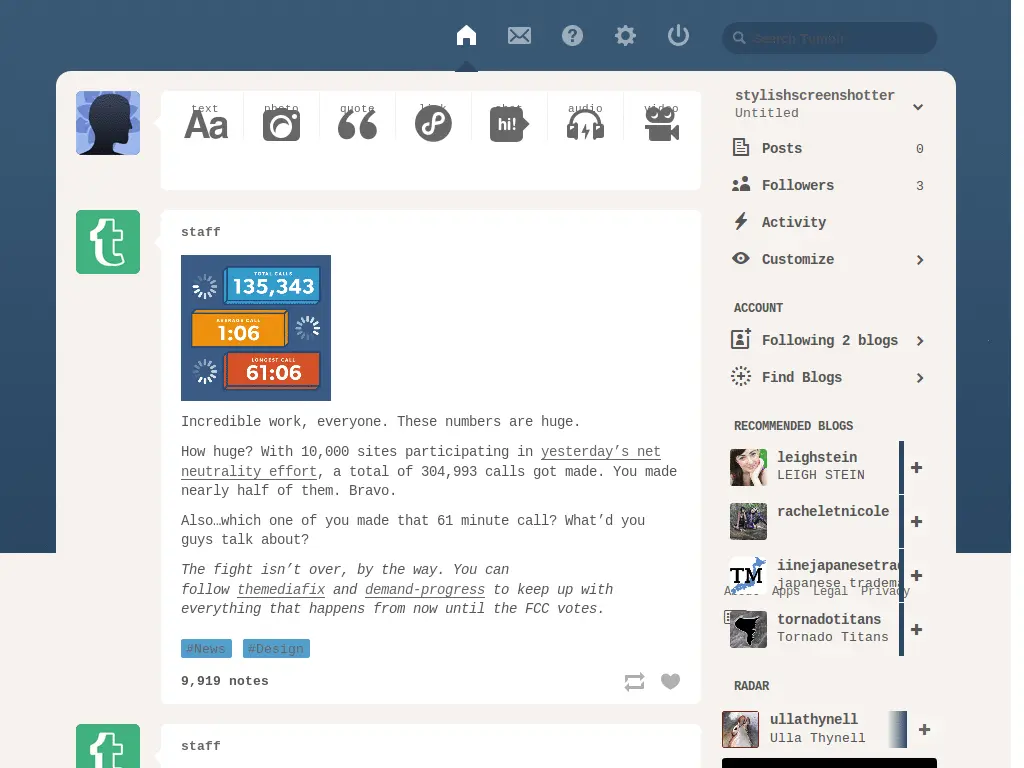 Search Tumblr
text photo quote link chat audio video
Aa hi!
stylishscreenshotter
Untitled
Posts 0
Followers 3
Activity
Customize
ACCOUNT
Following 2 blogs
Find Blogs
RECOMMENDED BLOGS
leighstein
LEIGH STEIN
racheletnicole
TM
iinejapanesetra
japanese tradema
Apps Legal Privacy
tornadotitans
Tornado Titans
RADAR
ullathynell
Ulla Thynell
t
staff
TOTAL CALLS
135,343
AVERAGE CALL
1:06
LONGEST CALL
61:06
Incredible work, everyone. These numbers are huge.
How huge? With 10,000 sites participating in yesterday’s net
neutrality effort, a total of 304,993 calls got made. You made
nearly half of them. Bravo.
Also…which one of you made that 61 minute call? What’d you
guys talk about?
The fight isn’t over, by the way. You can
follow themediafix and demand-progress to keep up with
everything that happens from now until the FCC votes.
#News #Design
9,919 notes
t
staff